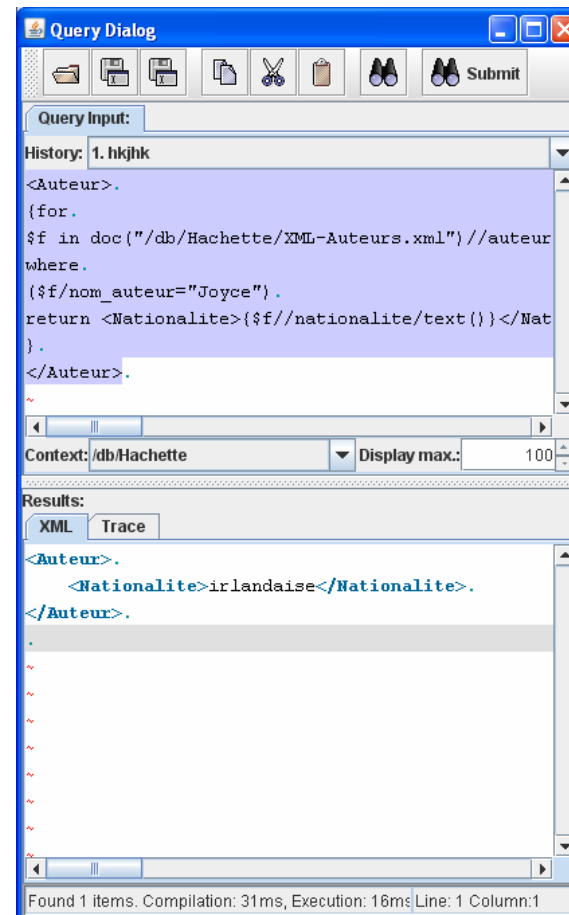 Query Dialog
Submit
Query Input:
History: 1. hkjhk
<Auteur>.
{for.
$f in doc("/db/Hachette/XML-Auteurs.xml")//auteur
where.
($f/nom_auteur="Joyce").
return <Nationalite>{$f//nationalite/text()}</Nat
}.
</Auteur>.
~
Context: /db/Hachette Display max.: 100
Results:
XML Trace
<Auteur>.
<Nationalite>irlandaise</Nationalite>.
</Auteur>.
.
~
~
~
~
~
~
~
~
Found 1 items. Compilation: 31ms, Execution: 16ms Line: 1 Column:1